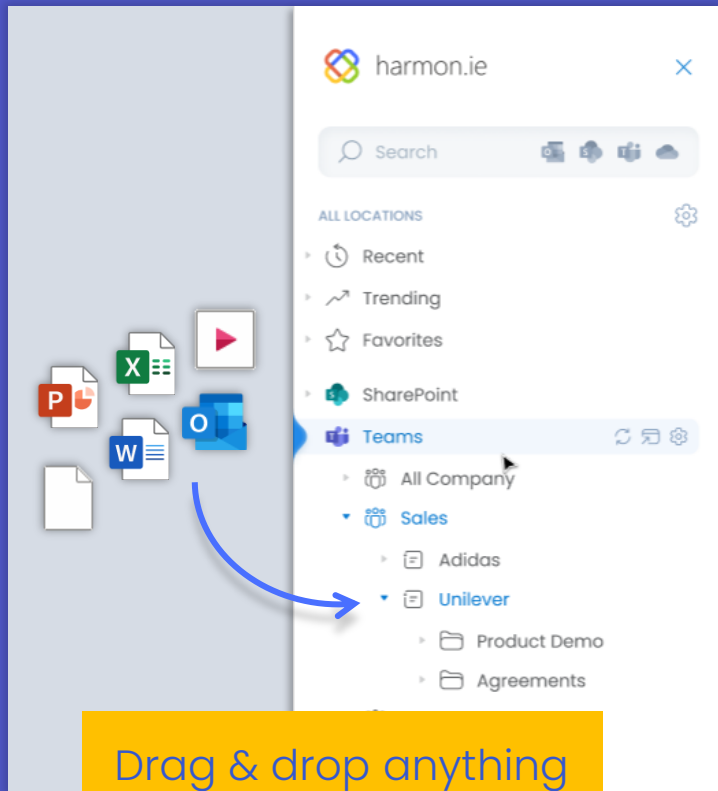 harmon.ie
Search
ALL LOCATIONS
Recent
Trending
Favorites
SharePoint
Teams
All Company
Sales
Adidas
Unilever
Product Demo
Agreements
P
X
W
O
Drag & drop anything